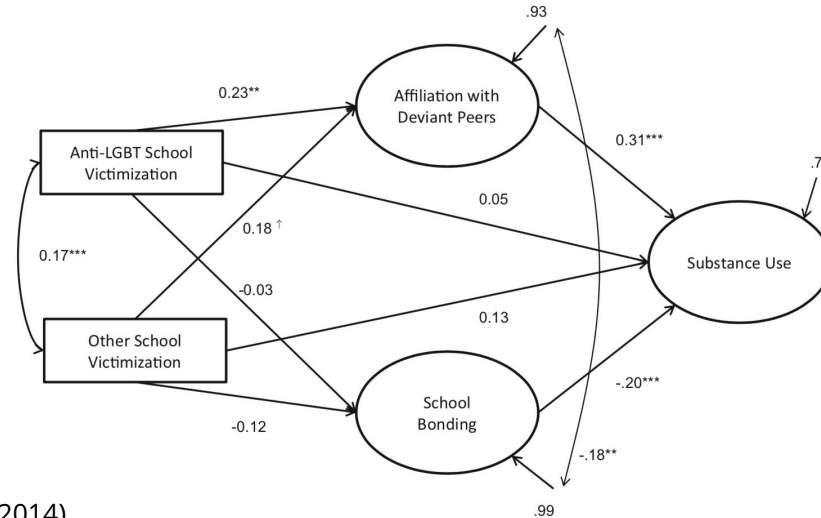 .93
Affiliation with
Deviant Peers
0.23**
Anti-LGBT School
Victimization
0.31***
.7
0.05
0.18 ↑
0.17***
Substance Use
-0.03
0.13
Other School
Victimization
School
Bonding
-.20***
-0.12
-.18**
.99
2014)